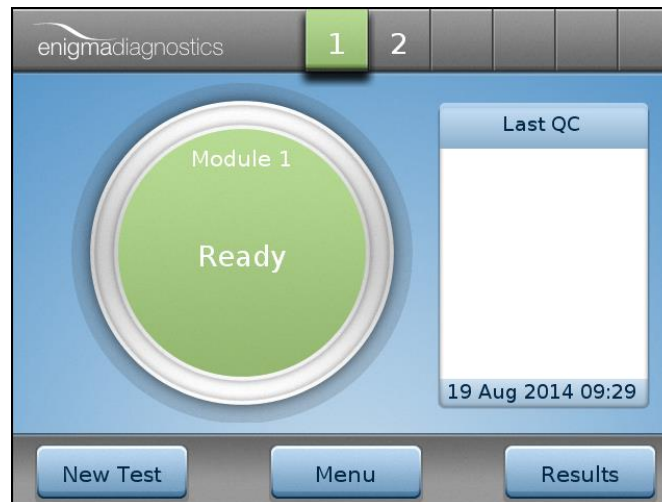 enigmadiagnostics
1 2
Module 1
Ready
Last QC
19 Aug 2014 09:29
New Test Menu Results